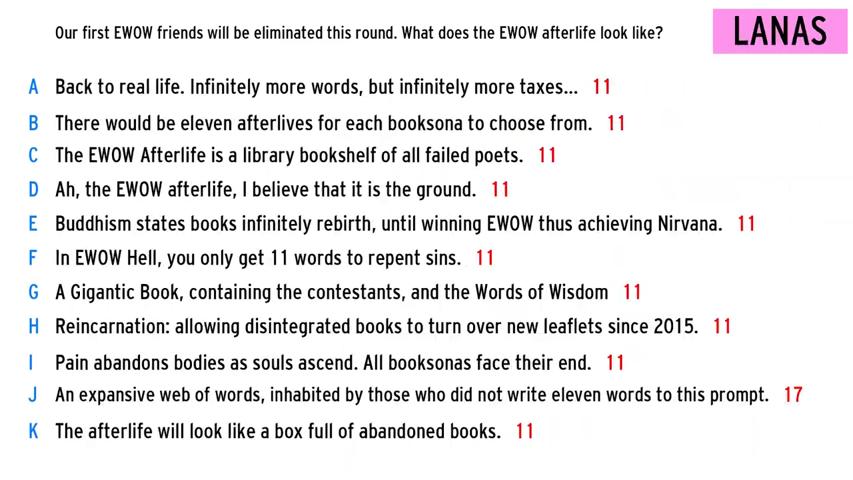 Our first EWOW friends will be eliminated this round. What does the EWOW afterlife look like?
LANAS
A Back to real life. Infinitely more words, but infinitely more taxes... 11
B There would be eleven afterlives for each booksona to choose from. 11
C The EWOW Afterlife is a library bookshelf of all failed poets. 11
D Ah, the EWOW afterlife, I believe that it is the ground. 11
E Buddhism states books infinitely rebirth, until winning EWOW thus achieving Nirvana. 11
F In EWOW Hell, you only get 11 words to repent sins. 11
G A Gigantic Book, containing the contestants, and the Words of Wisdom 11
H Reincarnation: allowing disintegrated books to turn over new leaflets since 2015. 11
I Pain abandons bodies as souls ascend. All booksonas face their end. 11
J An expansive web of words, inhabited by those who did not write eleven words to this prompt. 17
K The afterlife will look like a box full of abandoned books. 11